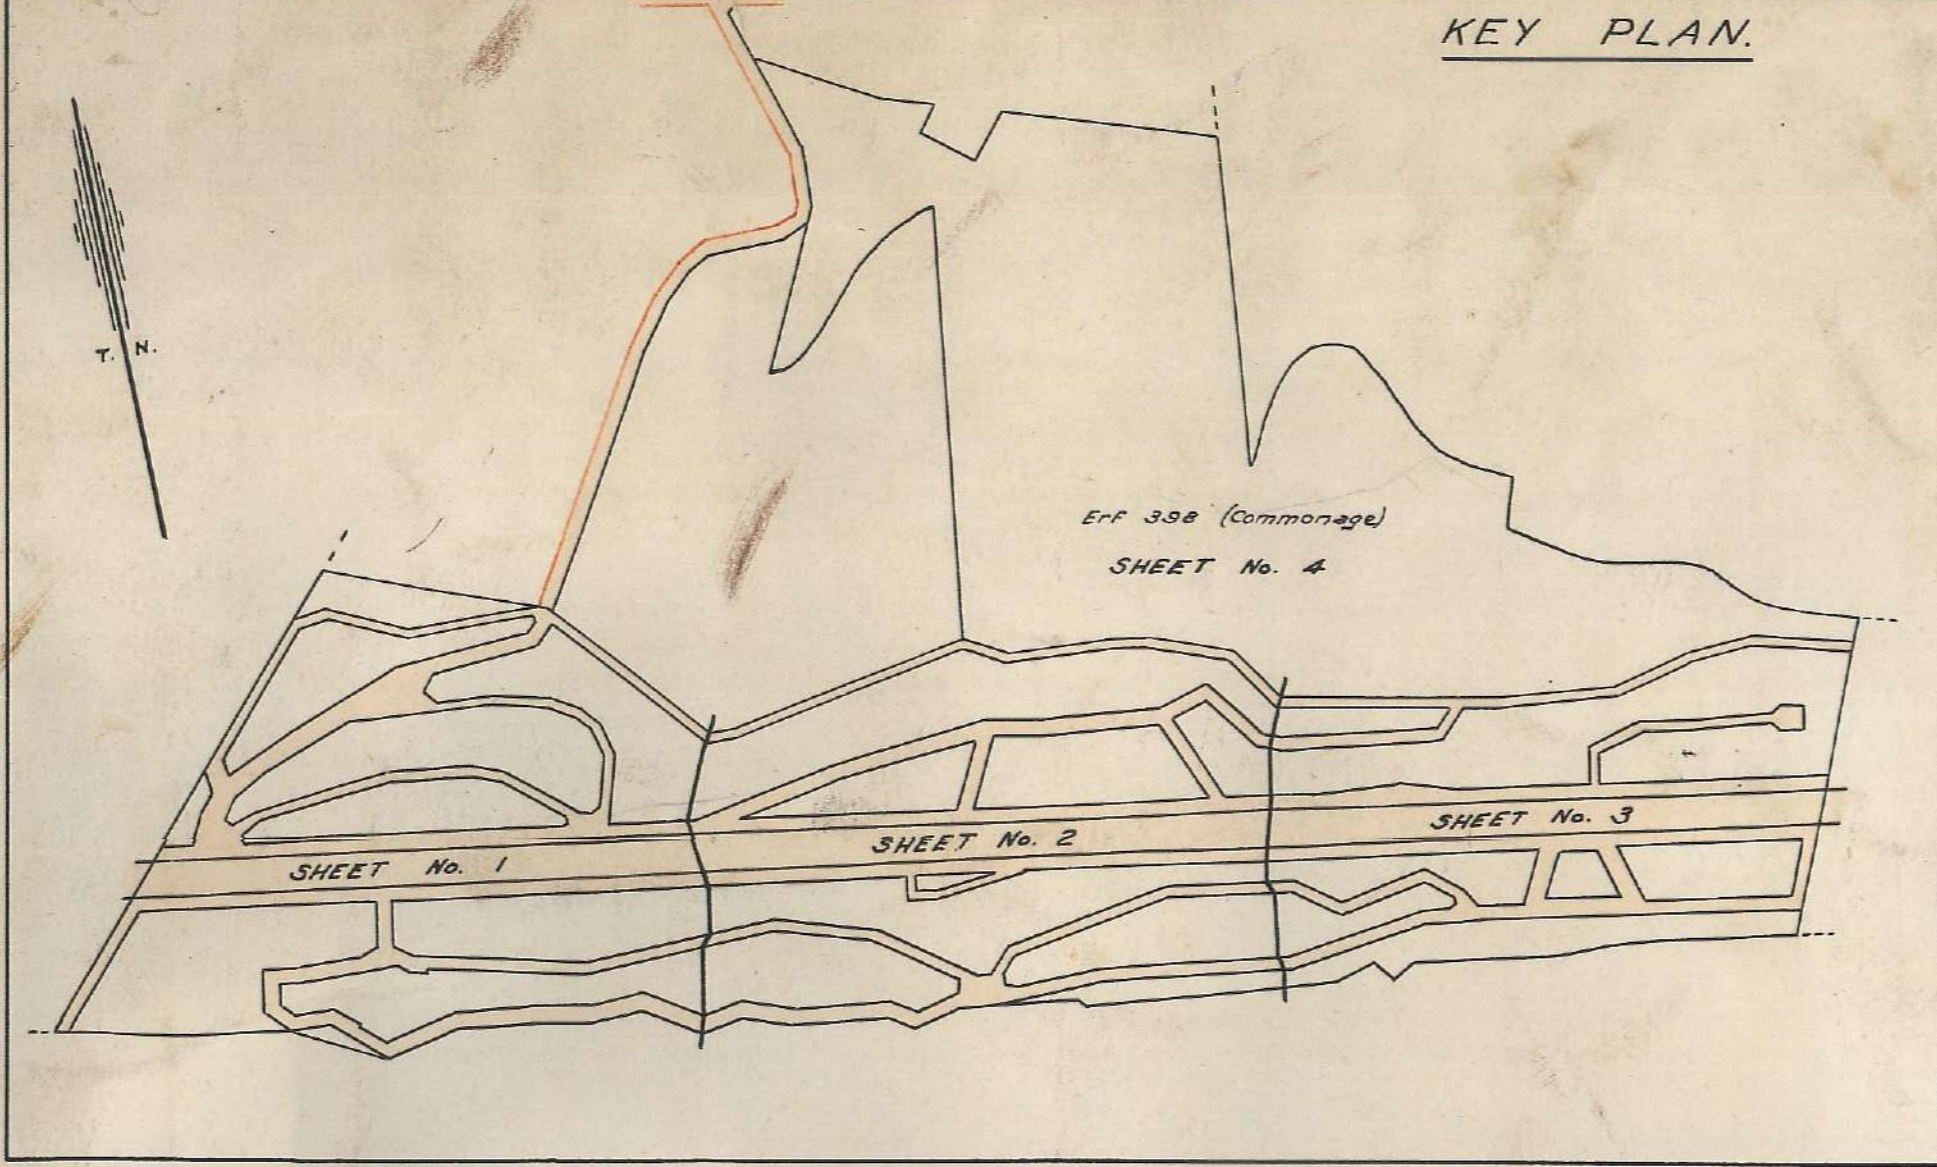 KEY PLAN.
T. N.
Erf 398 (Commonage)
SHEET No. 4
SHEET No. 3
SHEET No. 2
SHEET No. 1